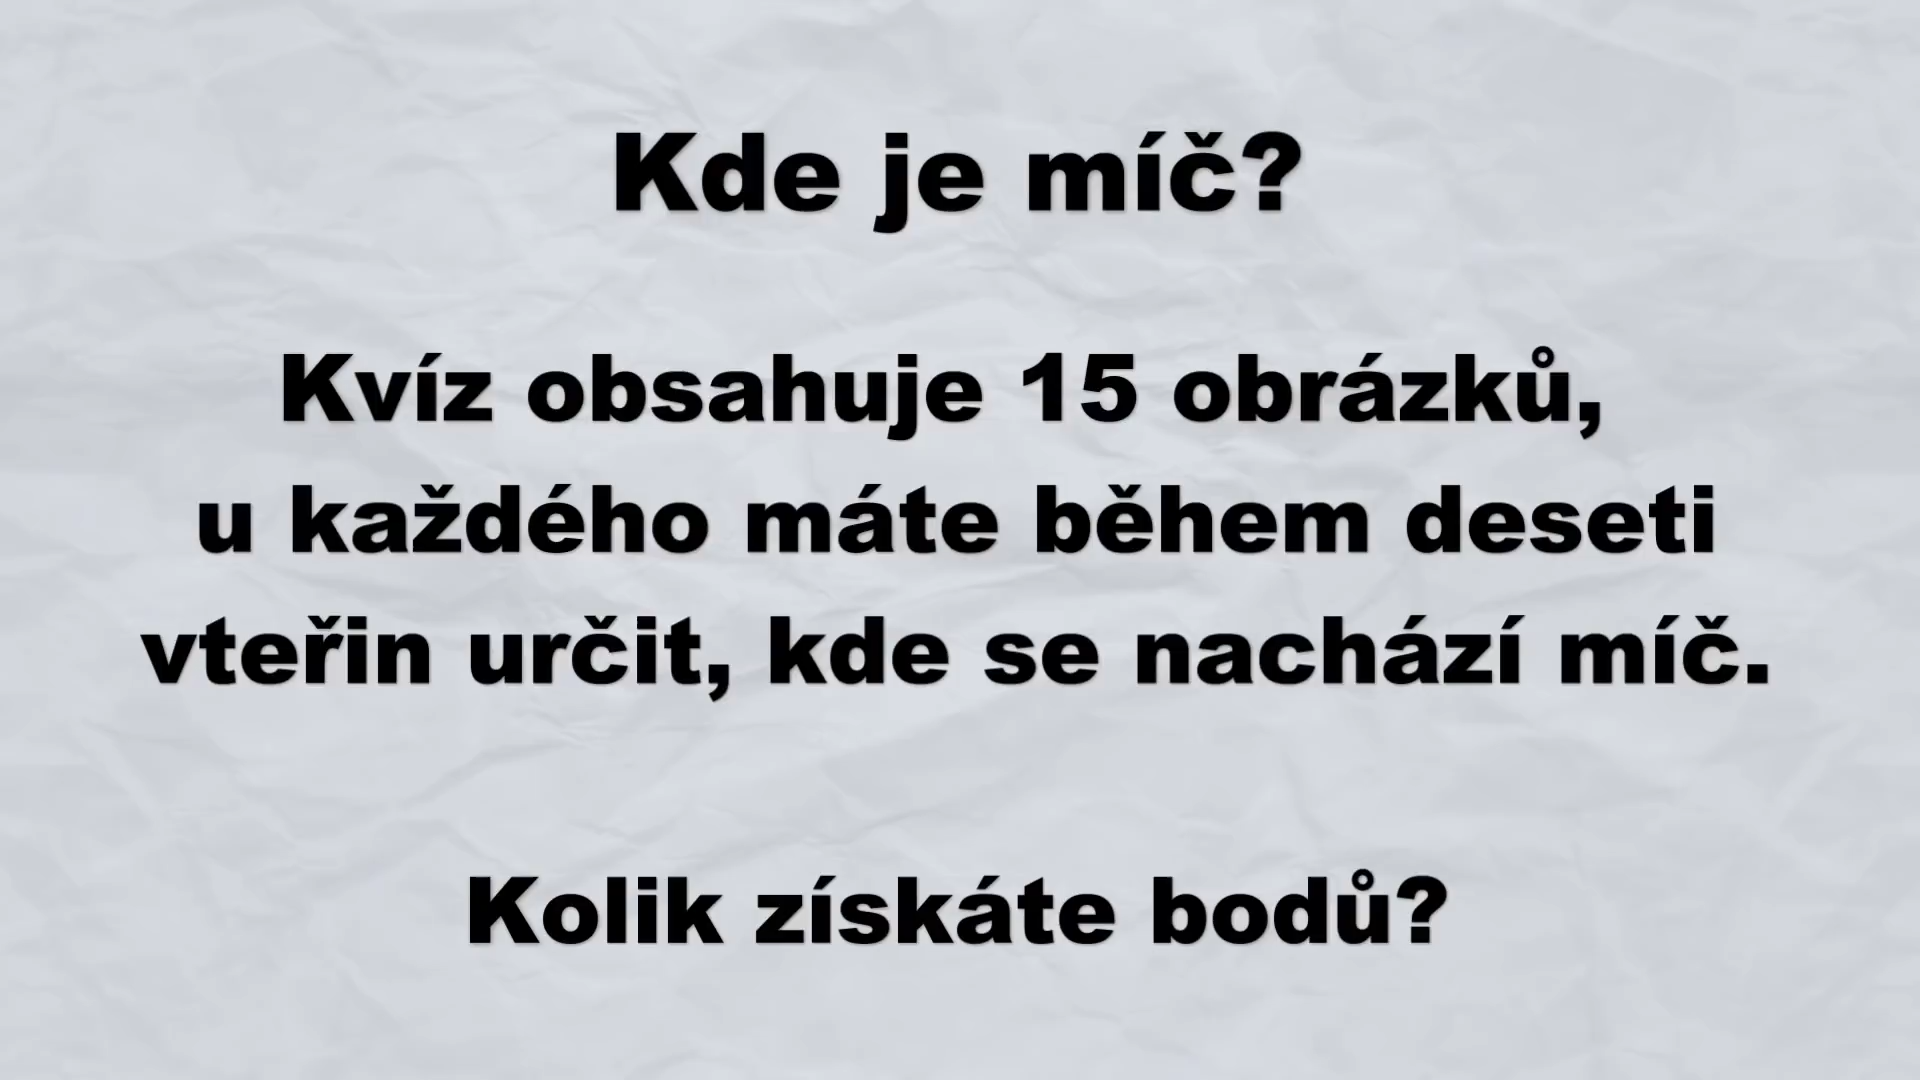 Kde je míč?
Kvíz obsahuje 15 obrázků,
u každého máte během deseti
vteřin určit, kde se nachází míč.
Kolik získáte bodů?